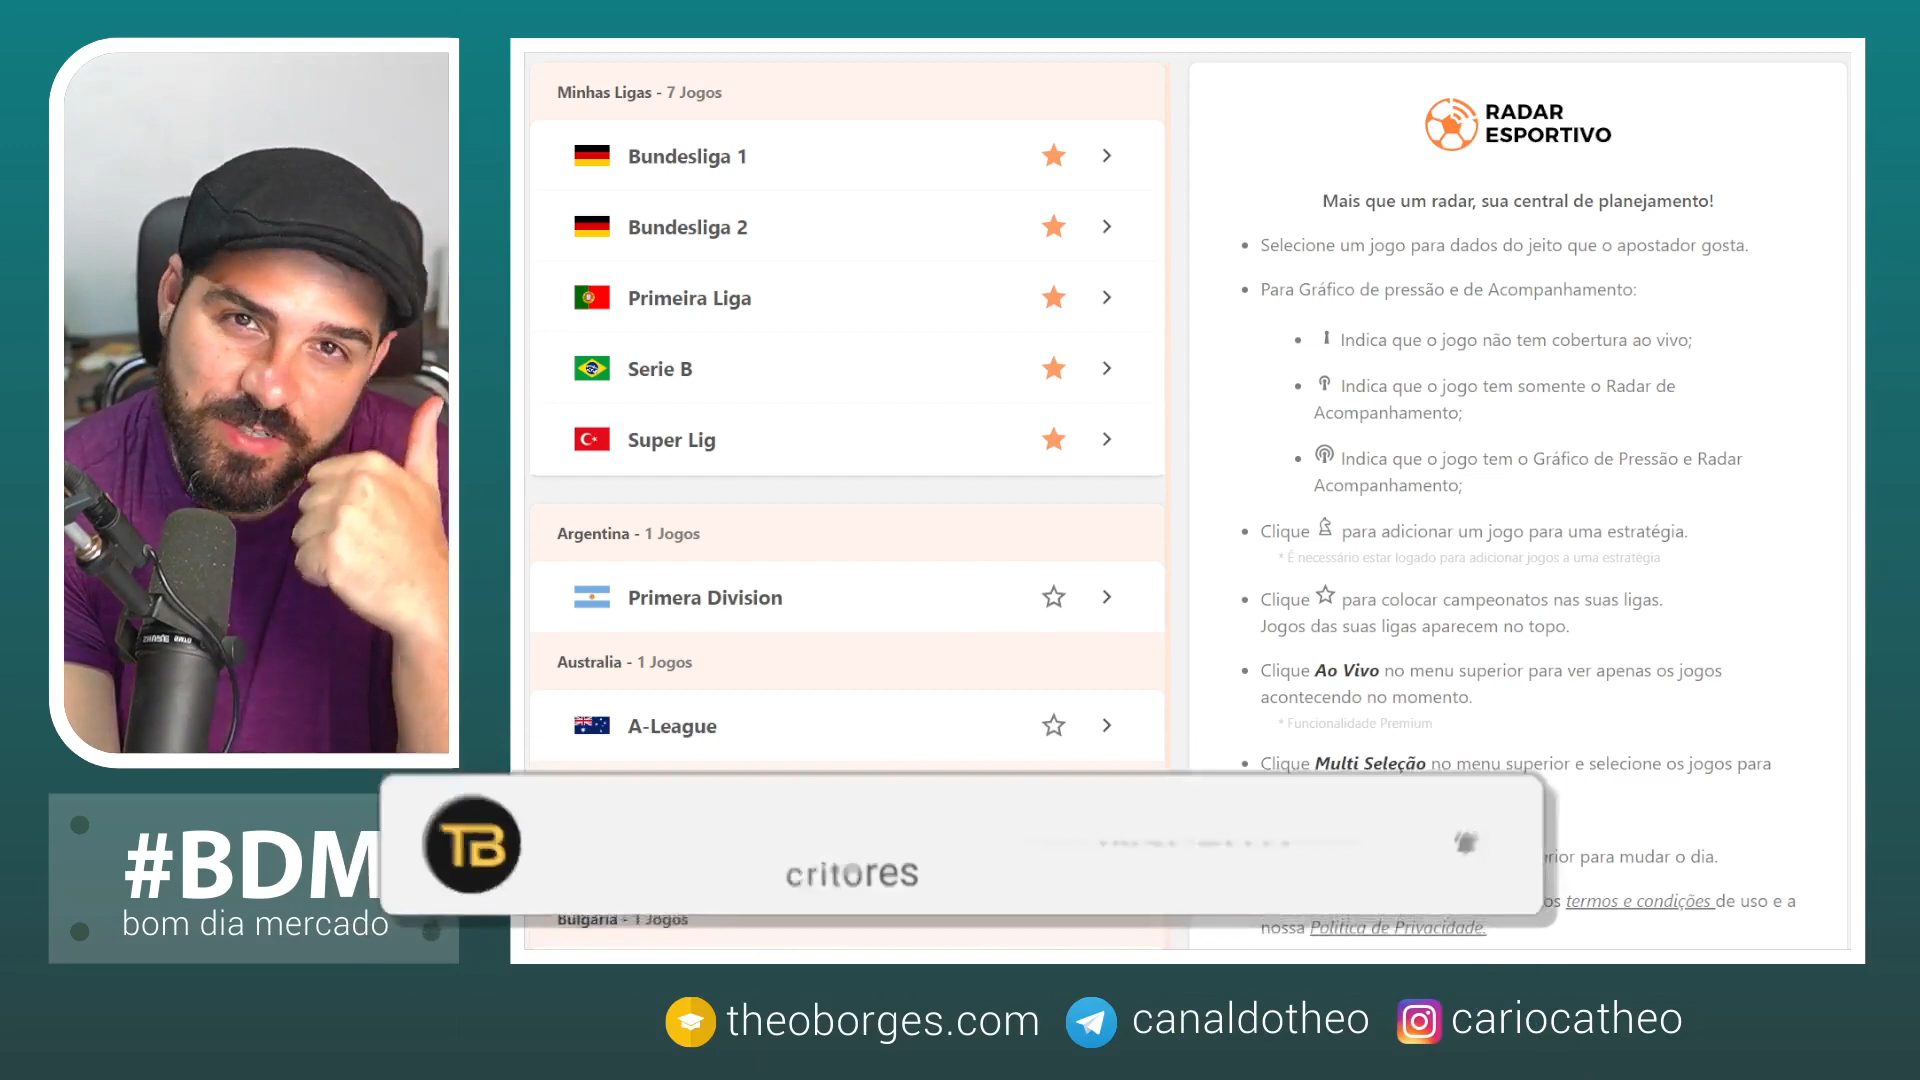 Minhas Ligas - 7 Jogos
Bundesliga 1
Bundesliga 2
Primeira Liga
Serie B
Super Lig
Argentina - 1 Jogos
Primera Division
Australia - 1 Jogos
A-League
Bulgaria - 1 Jogos
RADAR
ESPORTIVO
Mais que um radar, sua central de planejamento!
Selecione um jogo para dados do jeito que o apostador gosta.
Para Gráfico de pressão e de Acompanhamento:
Indica que o jogo não tem cobertura ao vivo;
Indica que o jogo tem somente o Radar de
Acompanhamento;
Indica que o jogo tem o Gráfico de Pressão e Radar
Acompanhamento;
Clique para adicionar um jogo para uma estratégia.
* É necessário estar logado para adicionar jogos a uma estratégia
Clique para colocar campeonatos nas suas ligas.
Jogos das suas ligas aparecem no topo.
Clique Ao Vivo no menu superior para ver apenas os jogos
acontecendo no momento.
* Funcionalidade Premium
Clique Multi Seleção no menu superior e selecione os jogos para
rior para mudar o dia.
os termos e condições de uso e a
nossa Política de Privacidade.
TB
critores
#BDM
bom dia mercado
theoborges.com
canaldotheo
cariocatheo